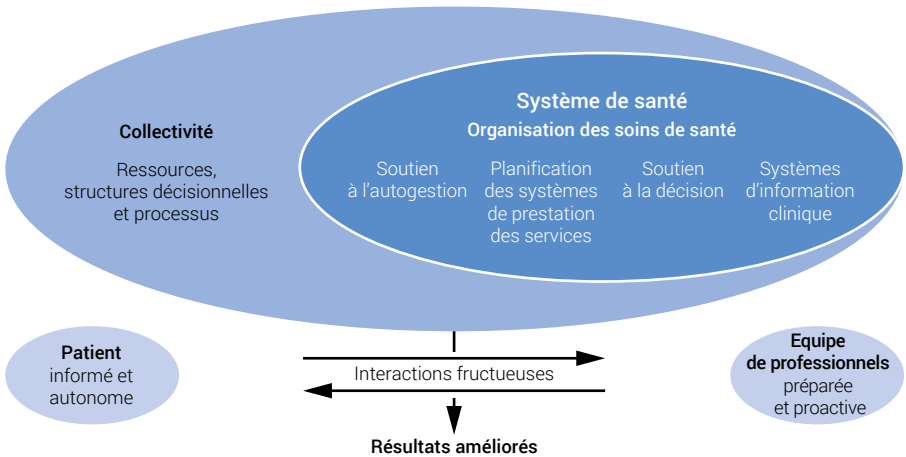 Collectivité
Ressources,
structures décisionnelles
et processus
Système de santé
Organisation des soins de santé
Soutien
à l'autogestion
Planification
des systèmes
de prestation
des services
Soutien
à la décision
Systèmes
d'information
clinique
Patient
informé et
autonome
Interactions fructueuses
Equipe
de professionnels
préparée
et proactive
Résultats améliorés